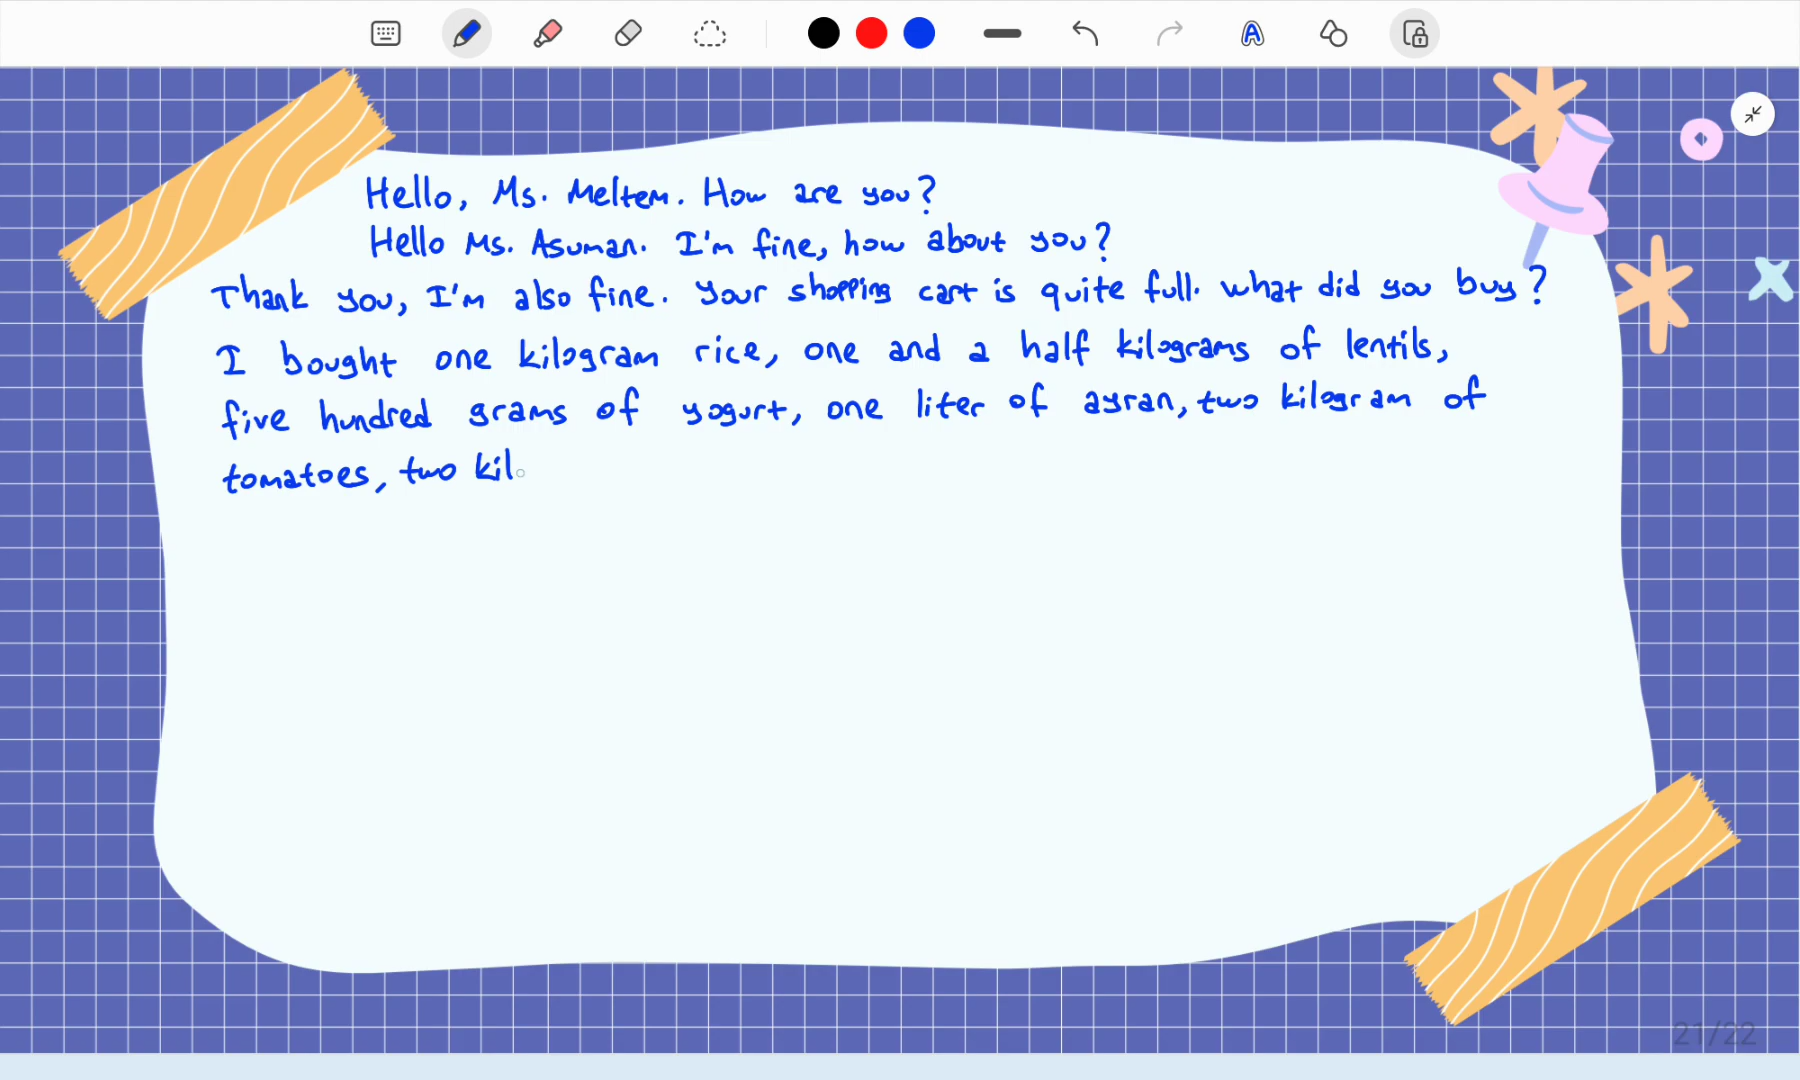 Hello, Ms. Meltem. How are you?
Hello Ms. Asuman. I'm fine, how about you?
Thank you, I'm also fine. Your shopping cart is quite full. What did you buy?
I bought one kilogram rice, one and a half kilograms of lentils,
five hundred grams of yogurt, one liter of ayran, two kilogram of
tomatoes, two kil
21/22